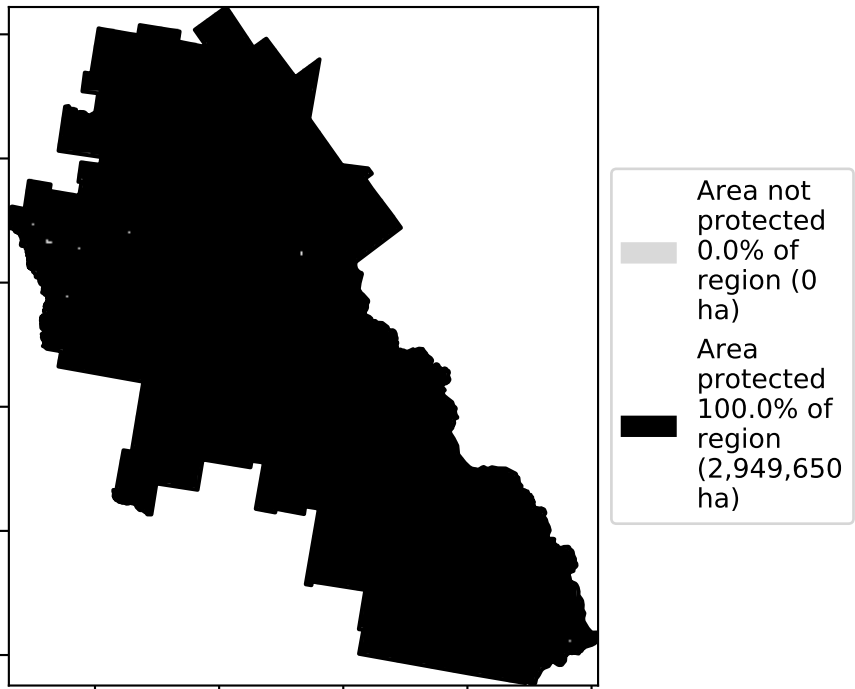 Area not
protected
0.0% of
region (0
ha)
Area
protected
100.0% of
region
(2,949,650
ha)